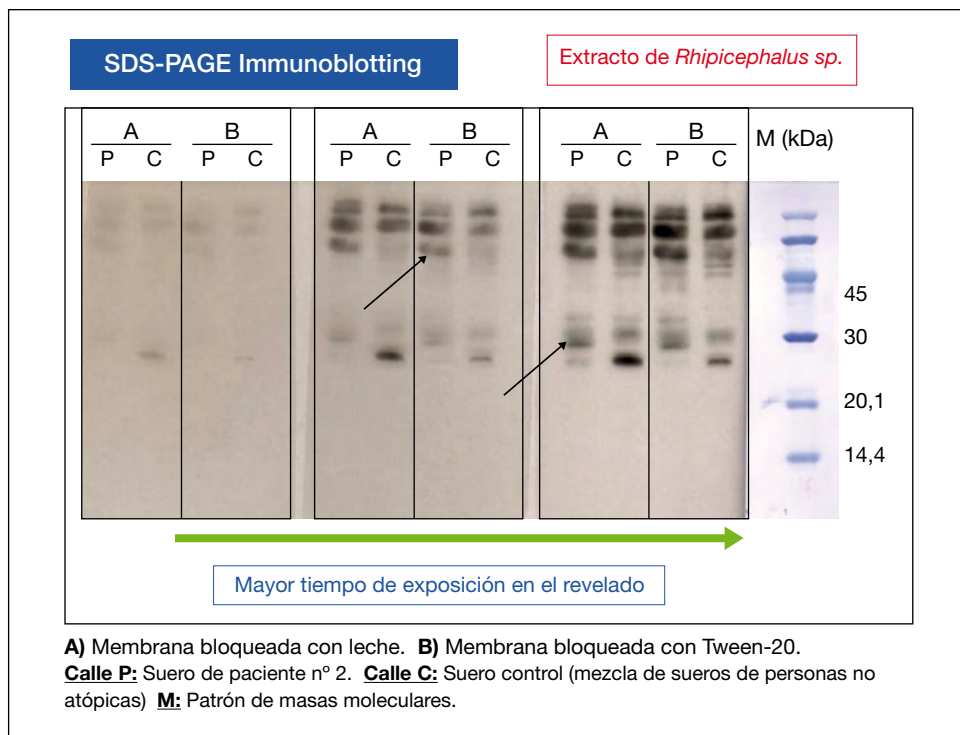 SDS-PAGE Immunoblotting
Extracto de Rhipicephalus sp.
A B A B A B M (kDa)
P C P C P C P C P C P C
45
30
20,1
14,4
Mayor tiempo de exposición en el revelado
A) Membrana bloqueada con leche. B) Membrana bloqueada con Tween-20.
Calle P: Suero de paciente nº 2. Calle C: Suero control (mezcla de sueros de personas no
atópicas) M: Patrón de masas moleculares.